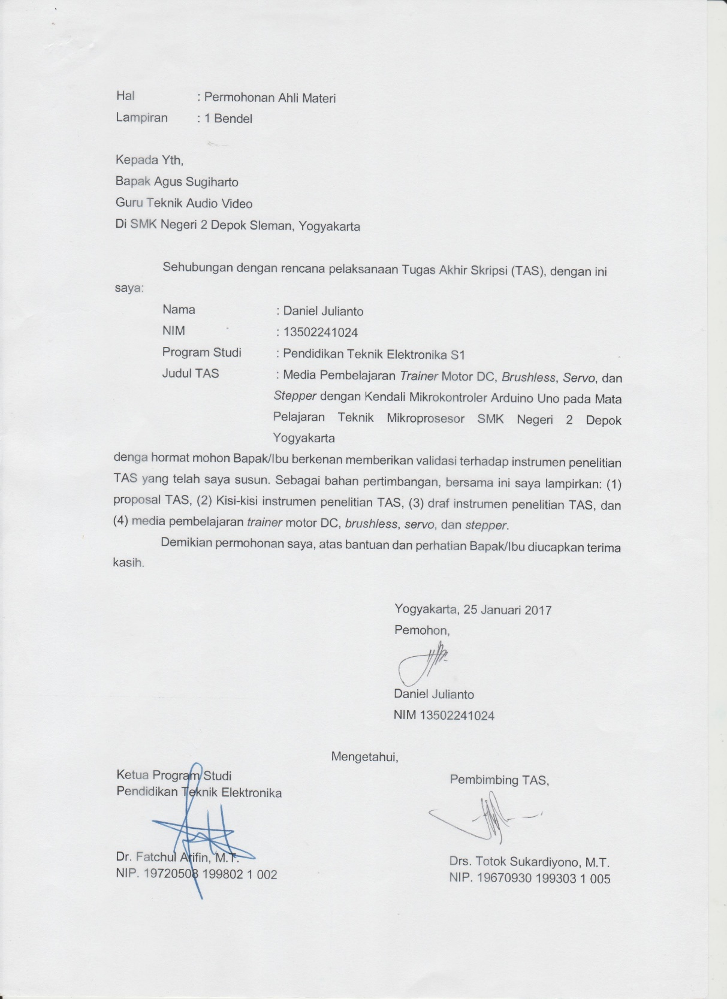 Hal : Permohonan Ahli Materi
Lampiran : 1 Bendel
Kepada Yth,
Bapak Agus Sugiharto
Guru Teknik Audio Video
Di SMK Negeri 2 Depok Sleman, Yogyakarta
Sehubungan dengan rencana pelaksanaan Tugas Akhir Skripsi (TAS), dengan ini
saya:
Nama : Daniel Julianto
NIM : 13502241024
Program Studi : Pendidikan Teknik Elektronika S1
Judul TAS : Media Pembelajaran Trainer Motor DC, Brushless, Servo, dan
Stepper dengan Kendali Mikrokontroler Arduino Uno pada Mata
Pelajaran Teknik Mikroprosesor SMK Negeri 2 Depok
Yogyakarta
denga hormat mohon Bapak/Ibu berkenan memberikan validasi terhadap instrumen penelitian
TAS yang telah saya susun. Sebagai bahan pertimbangan, bersama ini saya lampirkan: (1)
proposal TAS, (2) Kisi-kisi instrumen penelitian TAS, (3) draf instrumen penelitian TAS, dan
(4) media pembelajaran trainer motor DC, brushless, servo, dan stepper.
Demikian permohonan saya, atas bantuan dan perhatian Bapak/Ibu diucapkan terima
kasih.
Yogyakarta, 25 Januari 2017
Pemohon,
Daniel Julianto
NIM 13502241024
Mengetahui,
Ketua Program Studi
Pendidikan Teknik Elektronika
Dr. Fatchul Arifin, M.T.
NIP. 19720508 199802 1 002
Pembimbing TAS,
Drs. Totok Sukardiyono, M.T.
NIP. 19670930 199303 1 005